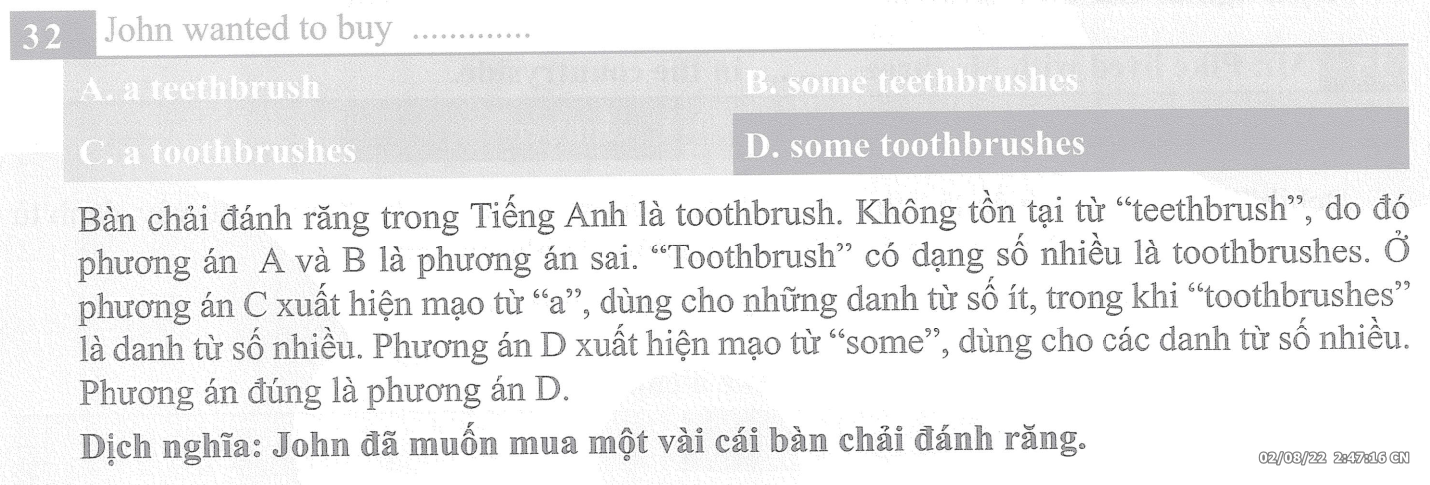 32 John wanted to buy .............
A. a teethbrush B. some teethbrushes
C. a toothbrushes D. some toothbrushes
Bàn chải đánh răng trong Tiếng Anh là toothbrush. Không tồn tại từ “teethbrush”, do đó
phương án A và B là phương án sai. “Toothbrush” có dạng số nhiều là toothbrushes. Ở
phương án C xuất hiện mạo từ “a”, dùng cho những danh từ số ít, trong khi “toothbrushes”
là danh từ số nhiều. Phương án D xuất hiện mạo từ “some”, dùng cho các danh từ số nhiều.
Phương án đúng là phương án D.
Dịch nghĩa: John đã muốn mua một vài cái bàn chải đánh răng.
02/08/22 2:47:16 CN